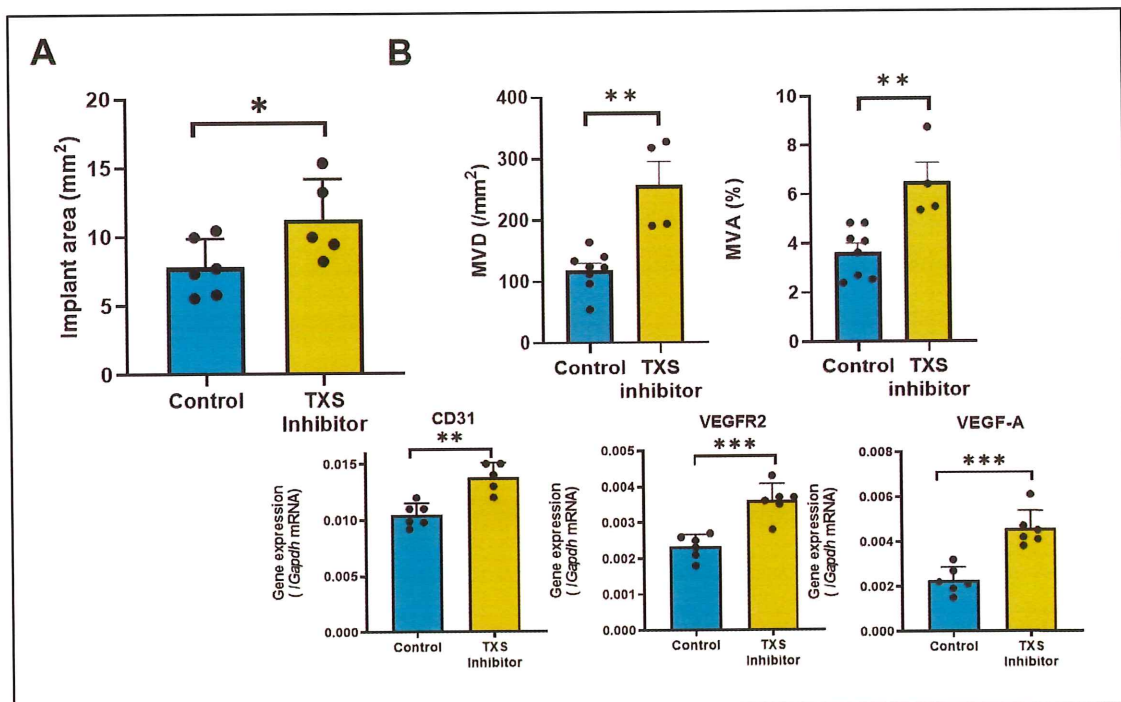 A
20
15
10
5
0
Implant area (mm²)
*
Control
TXS
Inhibitor
B
400
300
200
100
0
MVD (/mm²)
**
Control
TXS
inhibitor
10
8
6
4
2
0
MVA (%)
**
Control
TXS
inhibitor
CD31
**
0.015
0.010
0.005
0.000
Gene expression
( /Gapdh mRNA)
Control
TXS
Inhibitor
VEGFR2
***
0.005
0.004
0.003
0.002
0.001
0.000
Gene expression
( /Gapdh mRNA)
Control
TXS
Inhibitor
VEGF-A
***
0.008
0.006
0.004
0.002
0.000
Gene expression
( /Gapdh mRNA)
Control
TXS
Inhibitor